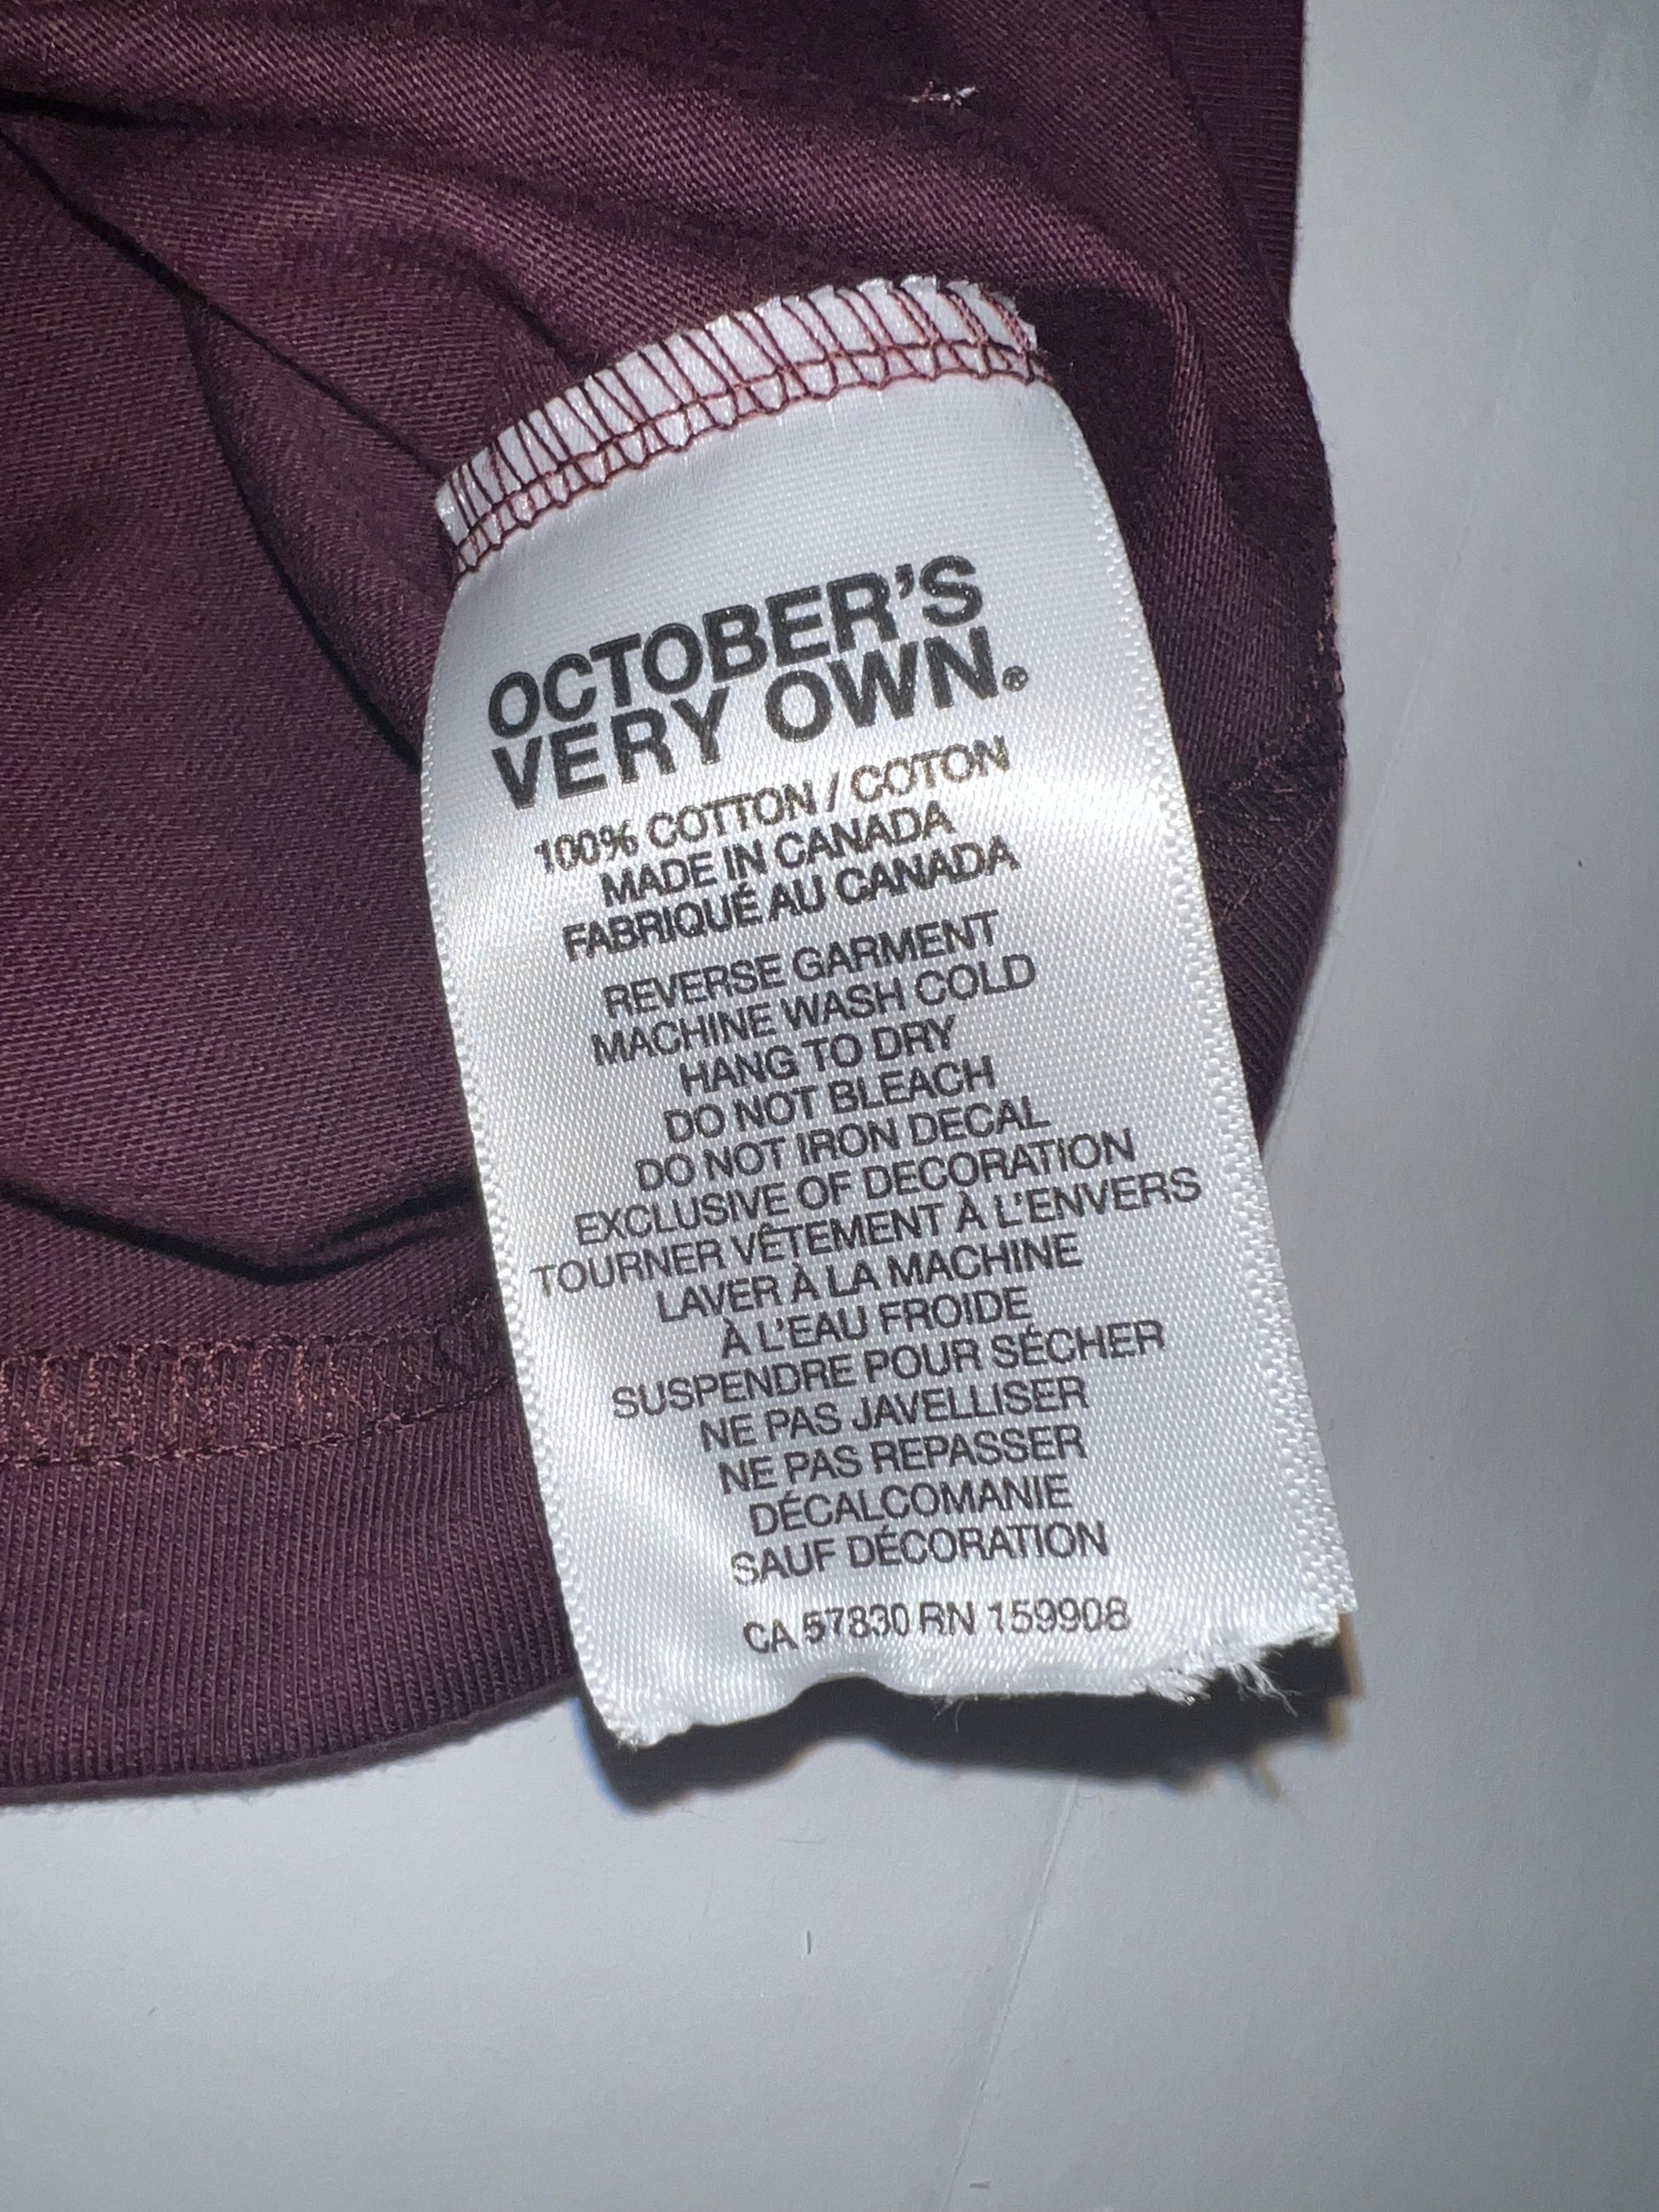 OCTOBER'S
VERY OWN.®
100% COTTON / COTON
MADE IN CANADA
FABRIQUÉ AU CANADA
REVERSE GARMENT
MACHINE WASH COLD
HANG TO DRY
DO NOT BLEACH
DO NOT IRON DECAL
EXCLUSIVE OF DECORATION
TOURNER VÊTEMENT À L'ENVERS
LAVER À LA MACHINE
À L'EAU FROIDE
SUSPENDRE POUR SÉCHER
NE PAS JAVELLISER
NE PAS REPASSER
DÉCALCOMANIE
SAUF DÉCORATION
CA 57830 RN 159908